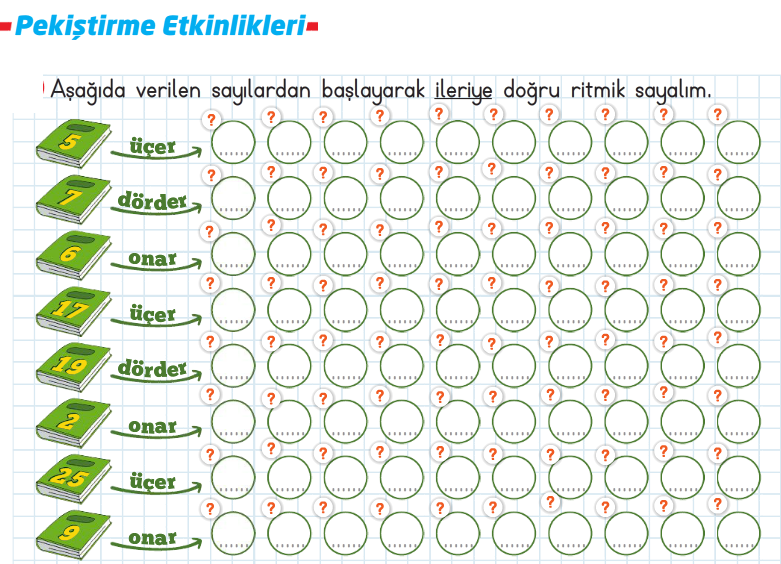 Pekiştirme Etkinlikleri
Aşağıda verilen sayılardan başlayarak ileriye doğru ritmik sayalım.
5 üçer ? ? ? ? ? ? ? ? ? ?
7 dörder ? ? ? ? ? ? ? ? ? ?
6 onar ? ? ? ? ? ? ? ? ? ?
17 üçer ? ? ? ? ? ? ? ? ? ?
19 dörder ? ? ? ? ? ? ? ? ? ?
2 onar ? ? ? ? ? ? ? ? ? ?
25 üçer ? ? ? ? ? ? ? ? ? ?
9 onar ? ? ? ? ? ? ? ? ? ?